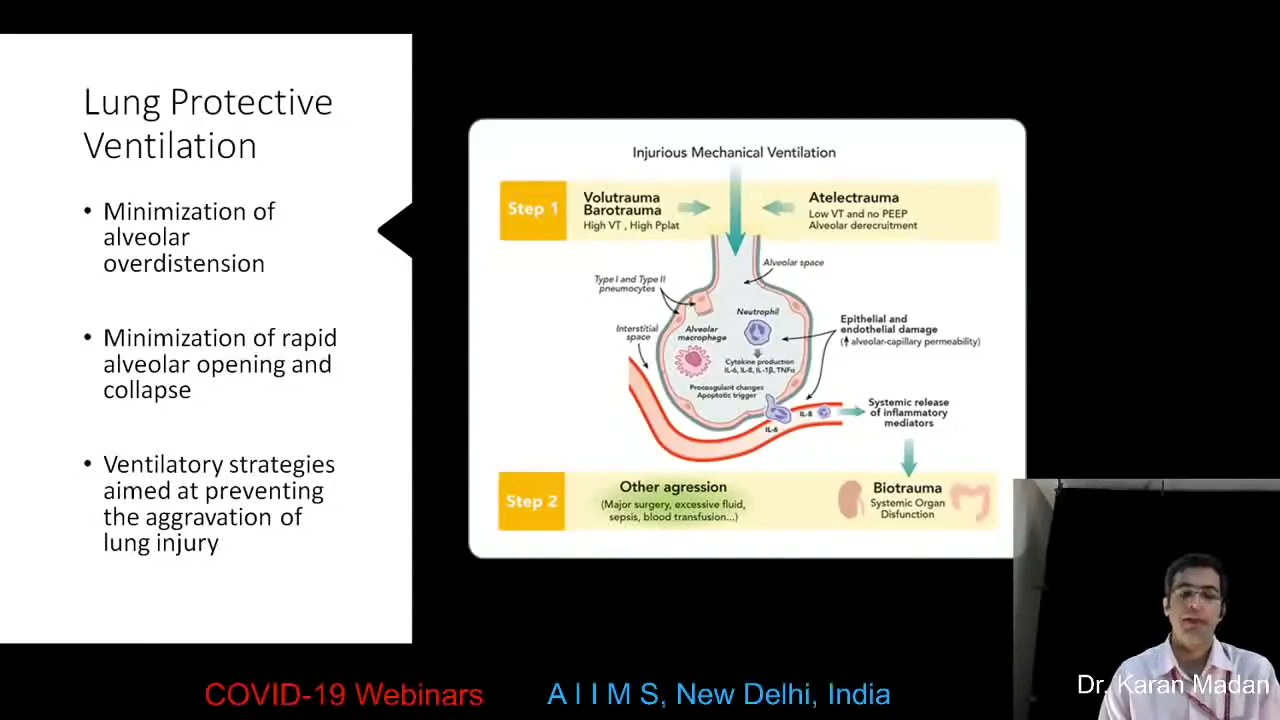 Lung Protective
Ventilation
• Minimization of
alveolar
overdistension
• Minimization of rapid
alveolar opening and
collapse
• Ventilatory strategies
aimed at preventing
the aggravation of
lung injury
Injurious Mechanical Ventilation
Step 1
Volutrauma
Barotrauma
High VT , High Pplat
Atelectrauma
Low VT and no PEEP
Alveolar derecruitment
Alveolar space
Type I and Type II
pneumocytes
Interstitial
space
Alveolar
macrophage
Neutrophil
Cytokine production
IL-6, IL-8, IL-1β, TNFα
Procoagulant changes
Apoptotic trigger
Epithelial and
endothelial damage
(⬆ alveolar-capillary permeability)
IL-6
IL-8
Systemic release
of inflammatory
mediators
Step 2
Other agression
(Major surgery, excessive fluid,
sepsis, blood transfusion...)
Biotrauma
Systemic Organ
Disfunction
COVID-19 Webinars
A I I M S, New Delhi, India
Dr. Karan Madan